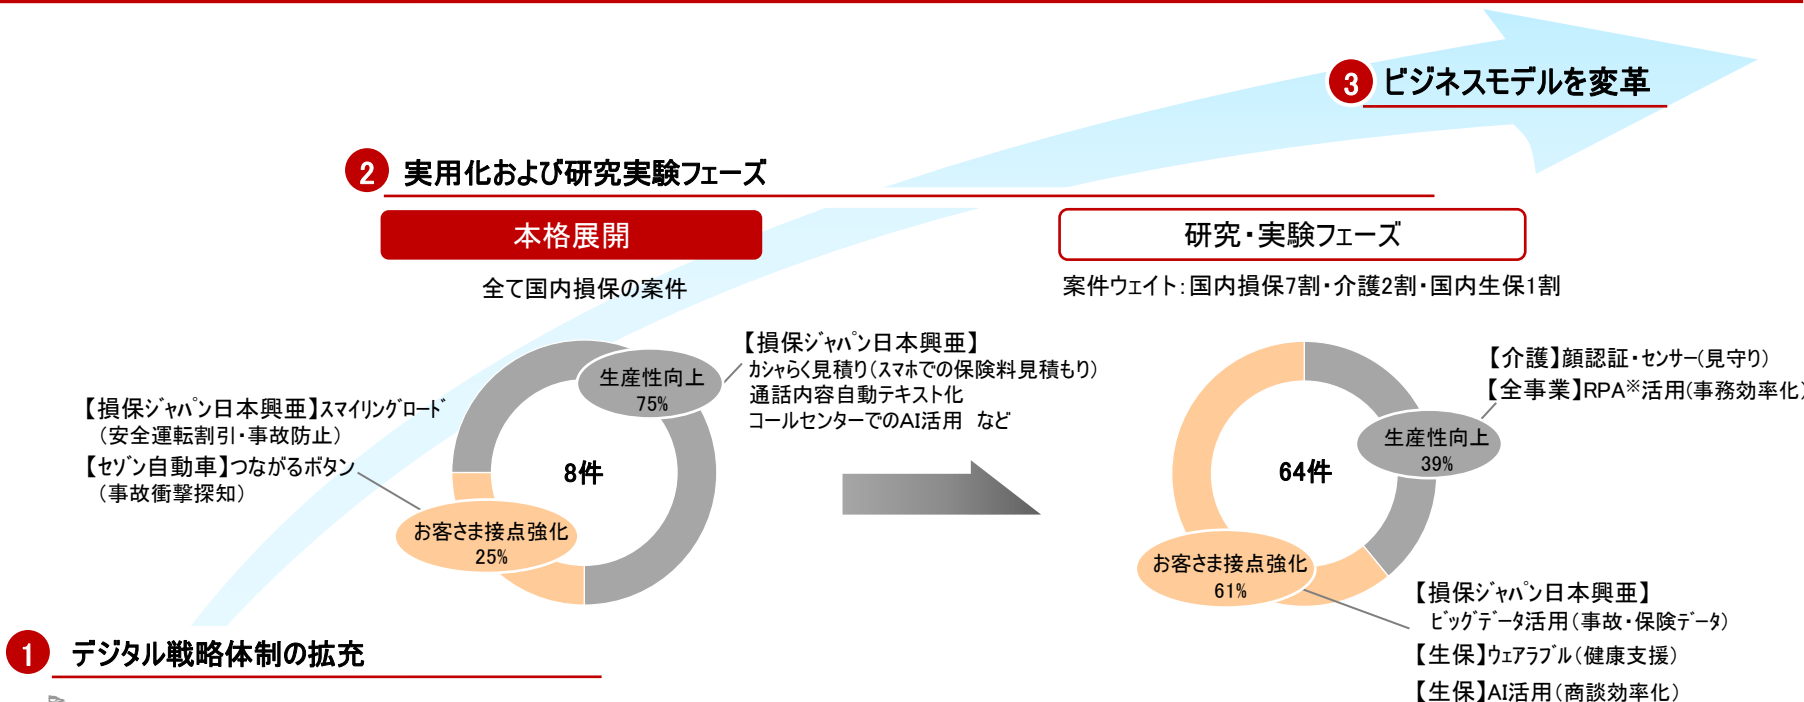 3 ビジネスモデルを変革
2 実用化および研究実験フェーズ
本格展開
全て国内損保の案件
【損保ジャパン日本興亜】
カシャらく見積り(スマホでの保険料見積もり)
通話内容自動テキスト化
コールセンターでのAI活用 など
生産性向上
75%
【損保ジャパン日本興亜】スマイリングロード
(安全運転割引・事故防止)
【セゾン自動車】つながるボタン
(事故衝撃探知)
8件
お客さま接点強化
25%
研究・実験フェーズ
案件ウェイト:国内損保7割・介護2割・国内生保1割
【介護】顔認証・センサー(見守り)
【全事業】RPA※活用(事務効率化)
生産性向上
39%
64件
お客さま接点強化
61%
【損保ジャパン日本興亜】
ビッグデータ活用(事故・保険データ)
【生保】ウェアラブル(健康支援)
【生保】AI活用(商談効率化)
1 デジタル戦略体制の拡充